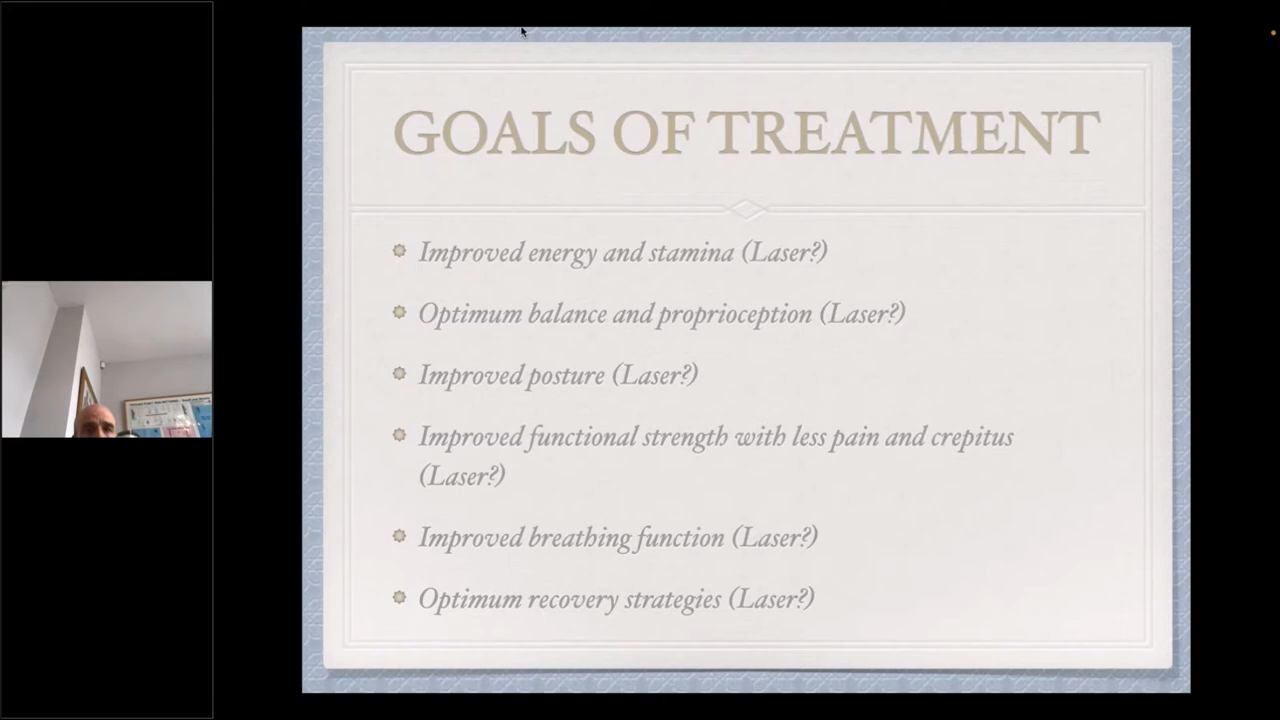 GOALS OF TREATMENT
Improved energy and stamina (Laser?)
Optimum balance and proprioception (Laser?)
Improved posture (Laser?)
Improved functional strength with less pain and crepitus
(Laser?)
Improved breathing function (Laser?)
Optimum recovery strategies (Laser?)